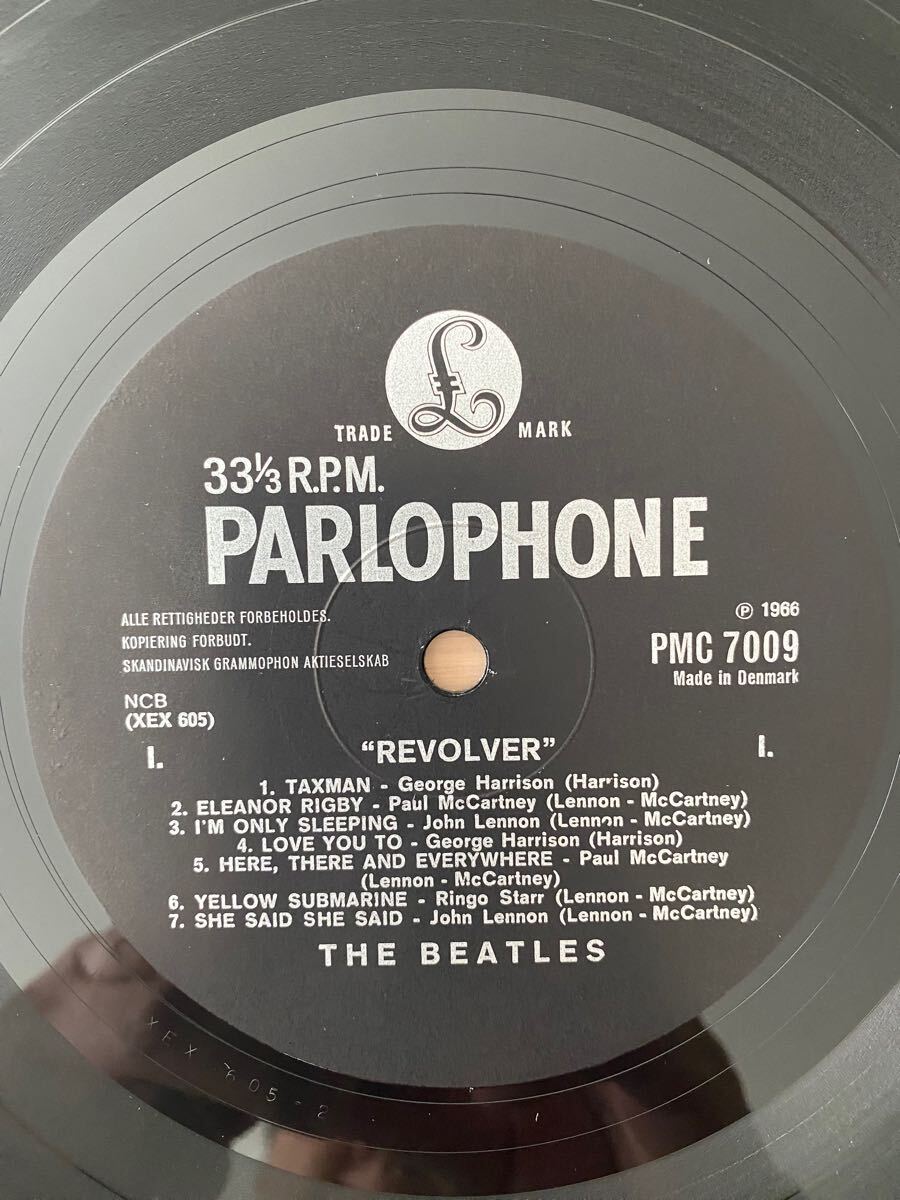 £
TRADE MARK
33⅓ R.P.M.
PARLOPHONE
ALLE RETTIGHEDER FORBEHOLDES.
KOPIERING FORBUDT.
SKANDINAVISK GRAMMOPHON AKTIESELSKAB
℗ 1966
PMC 7009
Made in Denmark
NCB
(XEX 605)
I. "REVOLVER" I.
1. TAXMAN - George Harrison (Harrison)
2. ELEANOR RIGBY - Paul McCartney (Lennon - McCartney)
3. I'M ONLY SLEEPING - John Lennon (Lennon - McCartney)
4. LOVE YOU TO - George Harrison (Harrison)
5. HERE, THERE AND EVERYWHERE - Paul McCartney
(Lennon - McCartney)
6. YELLOW SUBMARINE - Ringo Starr (Lennon - McCartney)
7. SHE SAID SHE SAID - John Lennon (Lennon - McCartney)
THE BEATLES
XEX 605-2